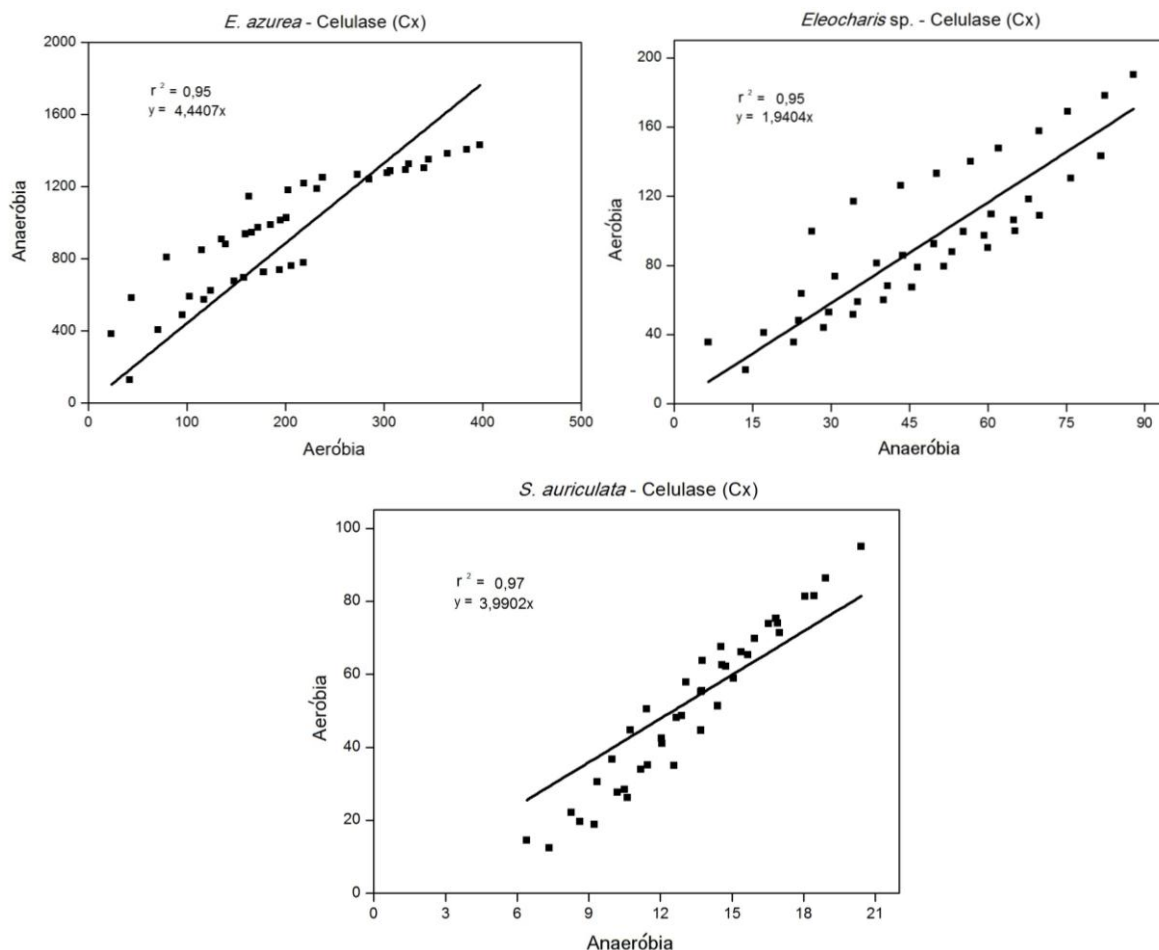 E. azurea - Celulase (Cx)
2000
1600
1200
800
400
0
Anaeróbia
r² = 0,95
y = 4,4407x
0 100 200 300 400 500
Aeróbia
Eleocharis sp. - Celulase (Cx)
200
160
120
80
40
0
Aeróbia
r² = 0,95
y = 1,9404x
0 15 30 45 60 75 90
Anaeróbia
S. auriculata - Celulase (Cx)
100
80
60
40
20
0
Aeróbia
r² = 0,97
y = 3,9902x
0 3 6 9 12 15 18 21
Anaeróbia